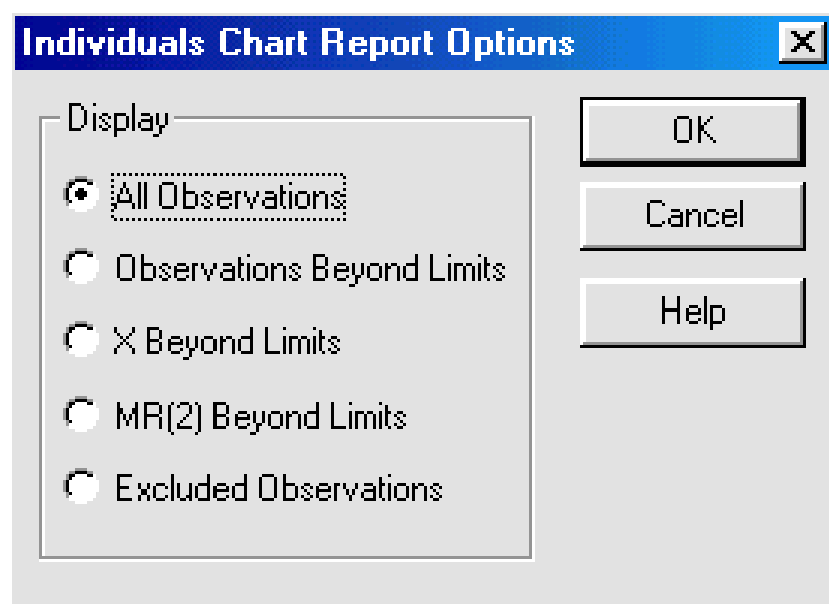 Individuals Chart Report Options
Display
All Observations
Observations Beyond Limits
X Beyond Limits
MR(2) Beyond Limits
Excluded Observations
OK
Cancel
Help